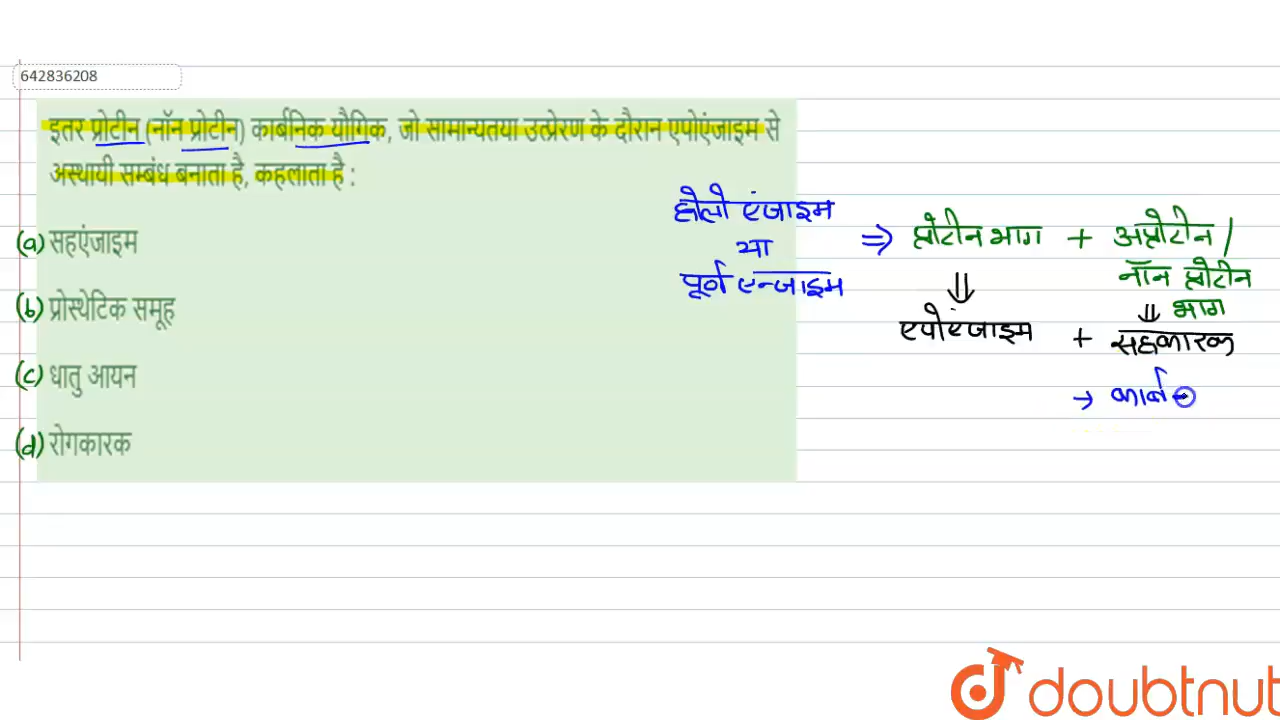 642836208
इतर प्रोटीन (नॉन प्रोटीन) कार्बनिक यौगिक, जो सामान्यतया उत्प्रेरण के दौरान एपोएंजाइम से
अस्थायी सम्बंध बनाता है, कहलाता है :
(a) सहएंजाइम
(b) प्रोस्थेटिक समूह
(c) धातु आयन
(d) रोगकारक
होलो एंजाइम
या
पूर्ण एन्जाइम
⇒ प्रोटीन भाग + अप्रोटीन /
नॉन प्रोटीन
भाग
⇓ ⇓
एपोएंजाइम + सहकारक
→ कार्ब
doubtnut